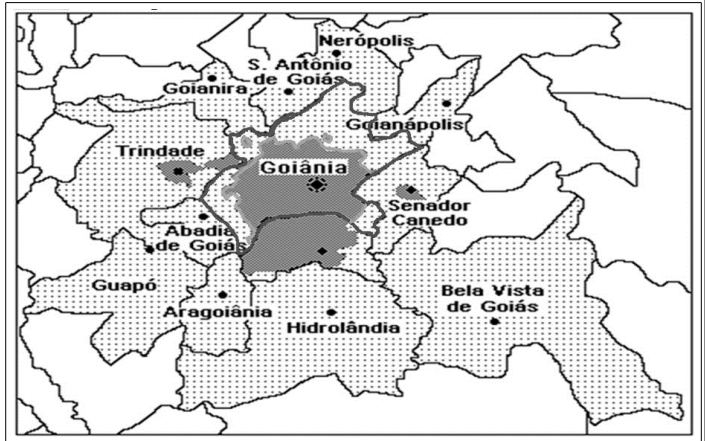 Nerópolis
S. Antônio
de Goiás
Goianira
Goianápolis
Trindade
Goiânia
Senador
Canedo
Abadia
de Goiás
Guapó
Bela Vista
de Goiás
Aragoiânia
Hidrolândia